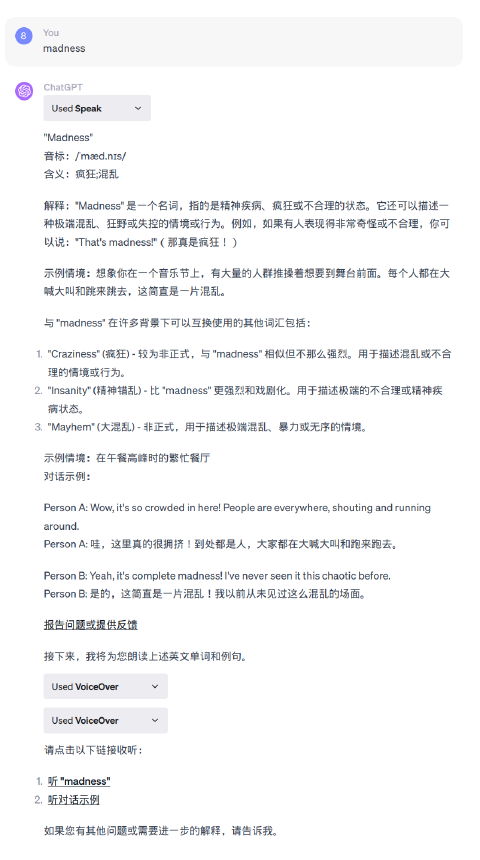 8
You
madness
ChatGPT
Used Speak
"Madness"
音标：/ˈmæd.nɪs/
含义：疯狂;混乱
解释："Madness" 是一个名词，指的是精神疾病、疯狂或不合理的状态。它还可以描述一
种极端混乱、狂野或失控的情境或行为。例如，如果有人表现得非常奇怪或不合理，你可
以说："That's madness!"（那真是疯狂！）
示例情境：想象你在一个音乐节上，有大量的人群推搡着想要到舞台前面。每个人都在大
喊大叫和跳来跳去，这简直是一片混乱。
与 "madness" 在许多背景下可以互换使用的其他词汇包括：
1. "Craziness" (疯狂) - 较为非正式，与 "madness" 相似但不那么强烈。用于描述混乱或不合
理的情境或行为。
2. "Insanity" (精神错乱) - 比 "madness" 更强烈和戏剧化。用于描述极端的不合理或精神疾
病状态。
3. "Mayhem" (大混乱) - 非正式，用于描述极端混乱、暴力或无序的情境。
示例情境：在午餐高峰时的繁忙餐厅
对话示例：
Person A: Wow, it's so crowded in here! People are everywhere, shouting and running
around.
Person A: 哇，这里真的很拥挤！到处都是人，大家都在大喊大叫和跑来跑去。
Person B: Yeah, it's complete madness! I've never seen it this chaotic before.
Person B: 是的，这简直是一片混乱！我以前从未见过这么混乱的场面。
报告问题或提供反馈
接下来，我将为您朗读上述英文单词和例句。
Used VoiceOver
Used VoiceOver
请点击以下链接收听：
1. 听 "madness"
2. 听对话示例
如果您有其他问题或需要进一步的解释，请告诉我。